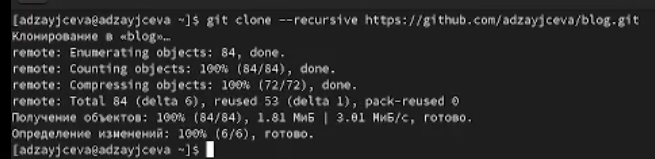 [adzayjceva@adzayjceva ~]$ git clone --recursive https://github.com/adzayjceva/blog.git
Клонирование в «blog»…
remote: Enumerating objects: 84, done.
remote: Counting objects: 100% (84/84), done.
remote: Compressing objects: 100% (72/72), done.
remote: Total 84 (delta 6), reused 53 (delta 1), pack-reused 0
Получение объектов: 100% (84/84), 1.81 МиБ | 3.01 МиБ/с, готово.
Определение изменений: 100% (6/6), готово.
[adzayjceva@adzayjceva ~]$